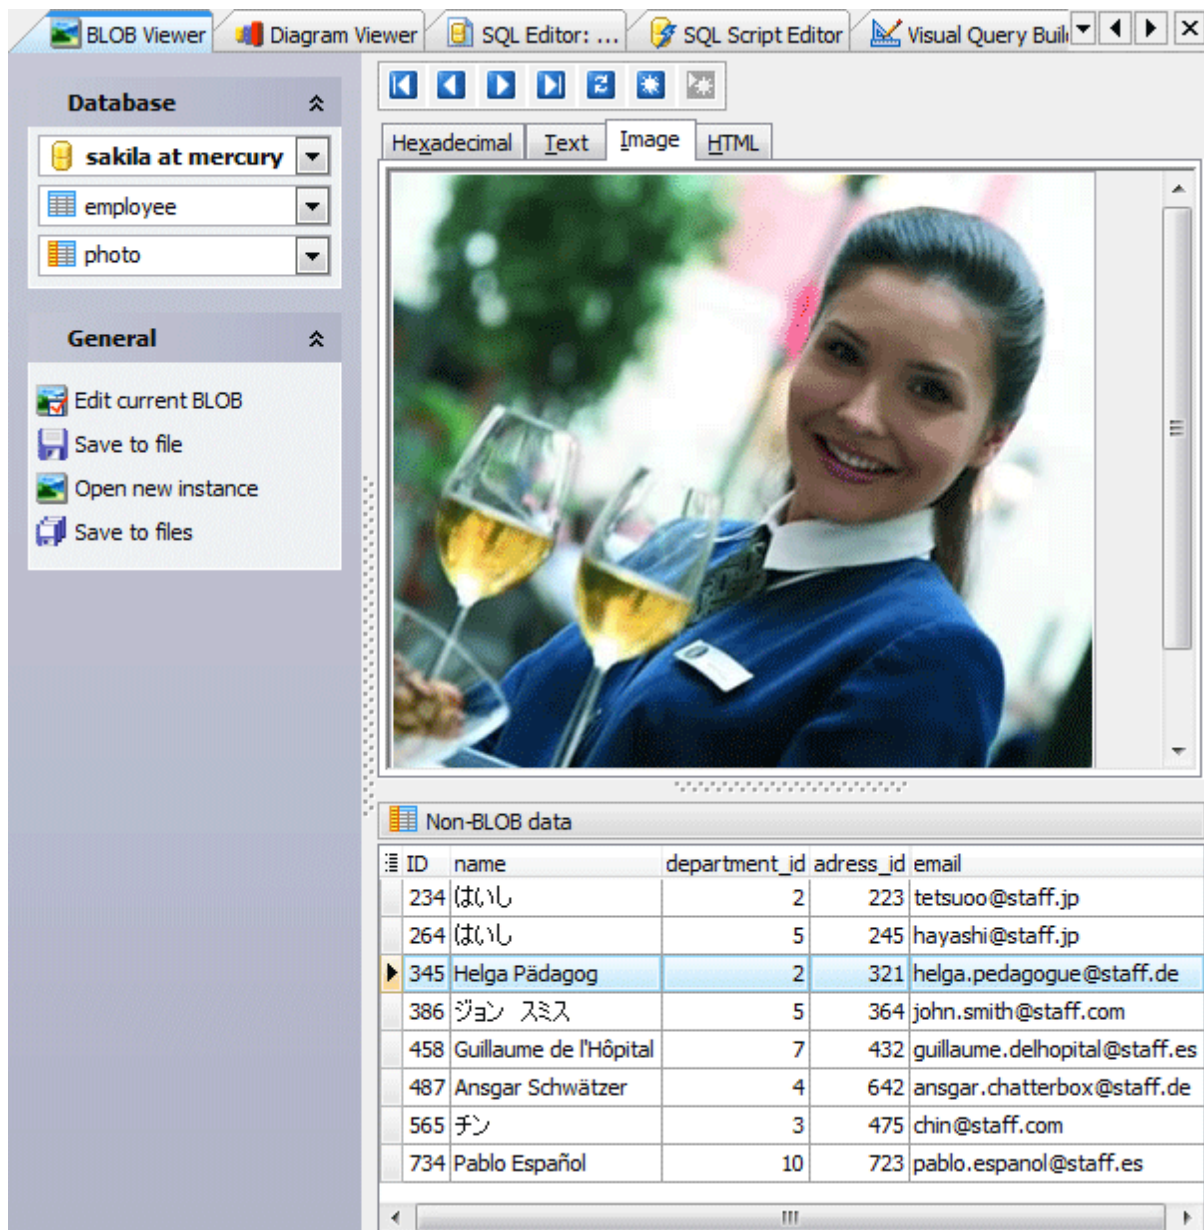 BLOB Viewer Diagram Viewer SQL Editor: ... SQL Script Editor Visual Query Buil
Database
sakila at mercury
employee
photo
General
Edit current BLOB
Save to file
Open new instance
Save to files
Hexadecimal Text Image HTML
Non-BLOB data
ID name department_id adress_id email
234 はいし 2 223 tetsuoo@staff.jp
264 はいし 5 245 hayashi@staff.jp
345 Helga Pädagog 2 321 helga.pedagogue@staff.de
386 ジョン スミス 5 364 john.smith@staff.com
458 Guillaume de l'Hôpital 7 432 guillaume.delhopital@staff.es
487 Ansgar Schwätzer 4 642 ansgar.chatterbox@staff.de
565 チン 3 475 chin@staff.com
734 Pablo Español 10 723 pablo.espanol@staff.es